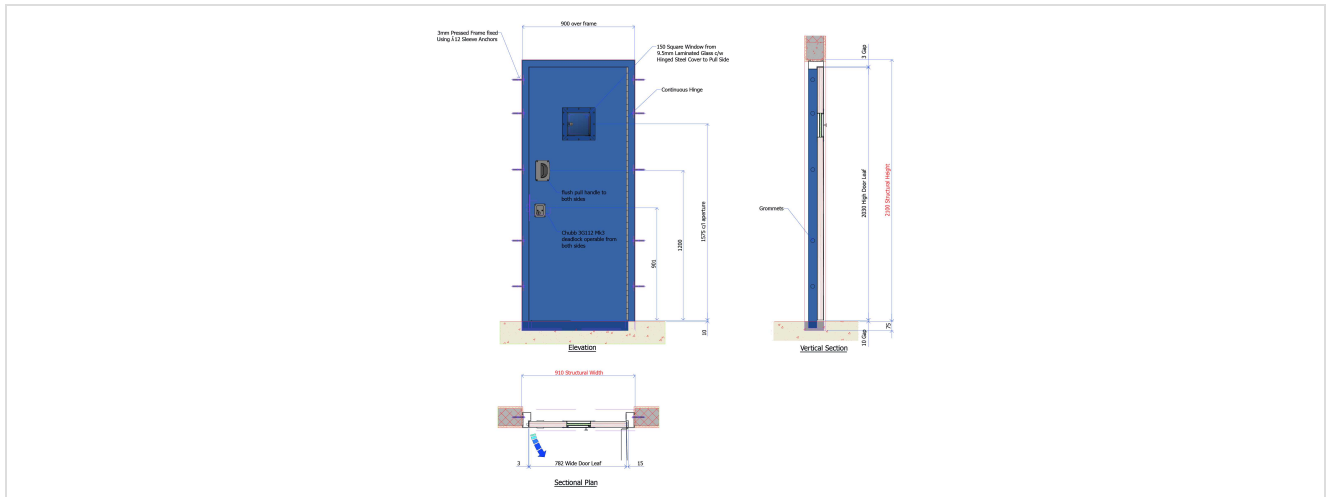 900 over frame
3mm Pressed Frame fixed
Using λ12 Sleeve Anchors
150 Square Window from
9.5mm Laminated Glass c/w
Hinged Steel Cover to Pull Side
Continuous Hinge
flush pull handle to
both sides
Chubb 3G112 Mk3
deadlock operable from
both sides
901
1200
1575 c/l aperture
10
Elevation
Grommets
3 Gap
2030 High Door Leaf
2100 Structural Height
10 Gap
75
Vertical Section
910 Structural Width
3
782 Wide Door Leaf
15
Sectional Plan